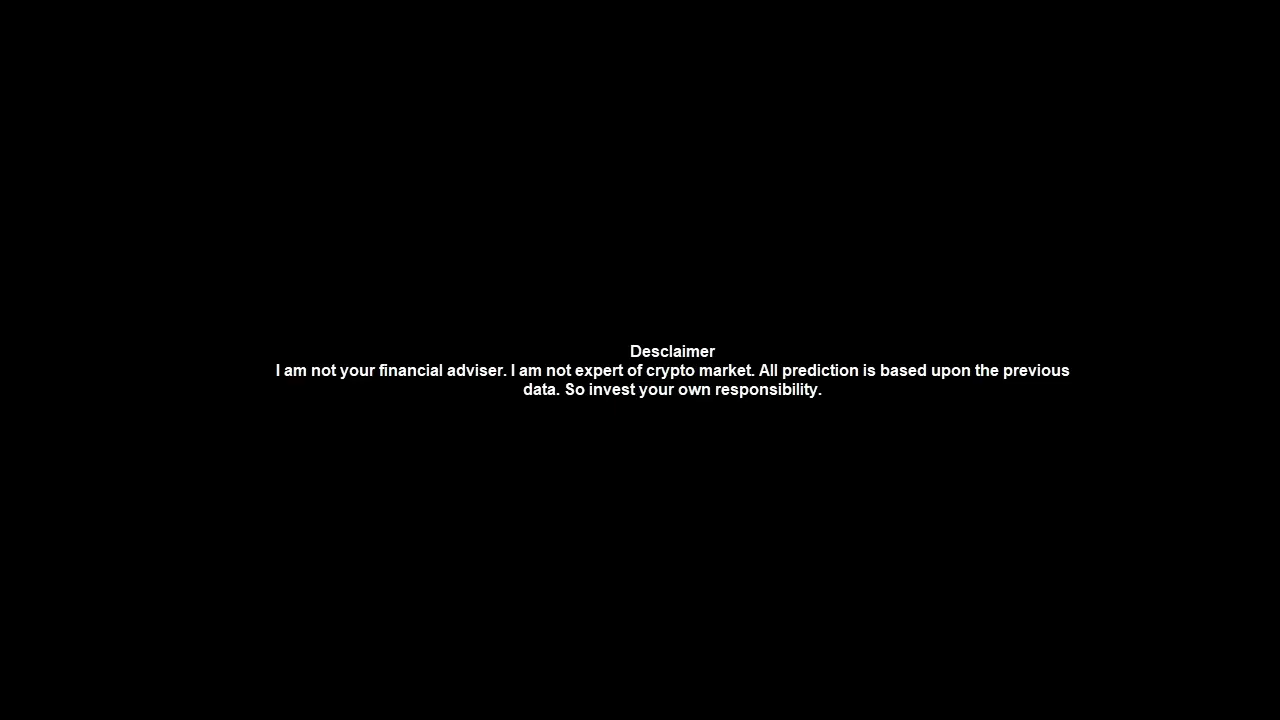 Desclaimer
I am not your financial adviser. I am not expert of crypto market. All prediction is based upon the previous
data. So invest your own responsibility.